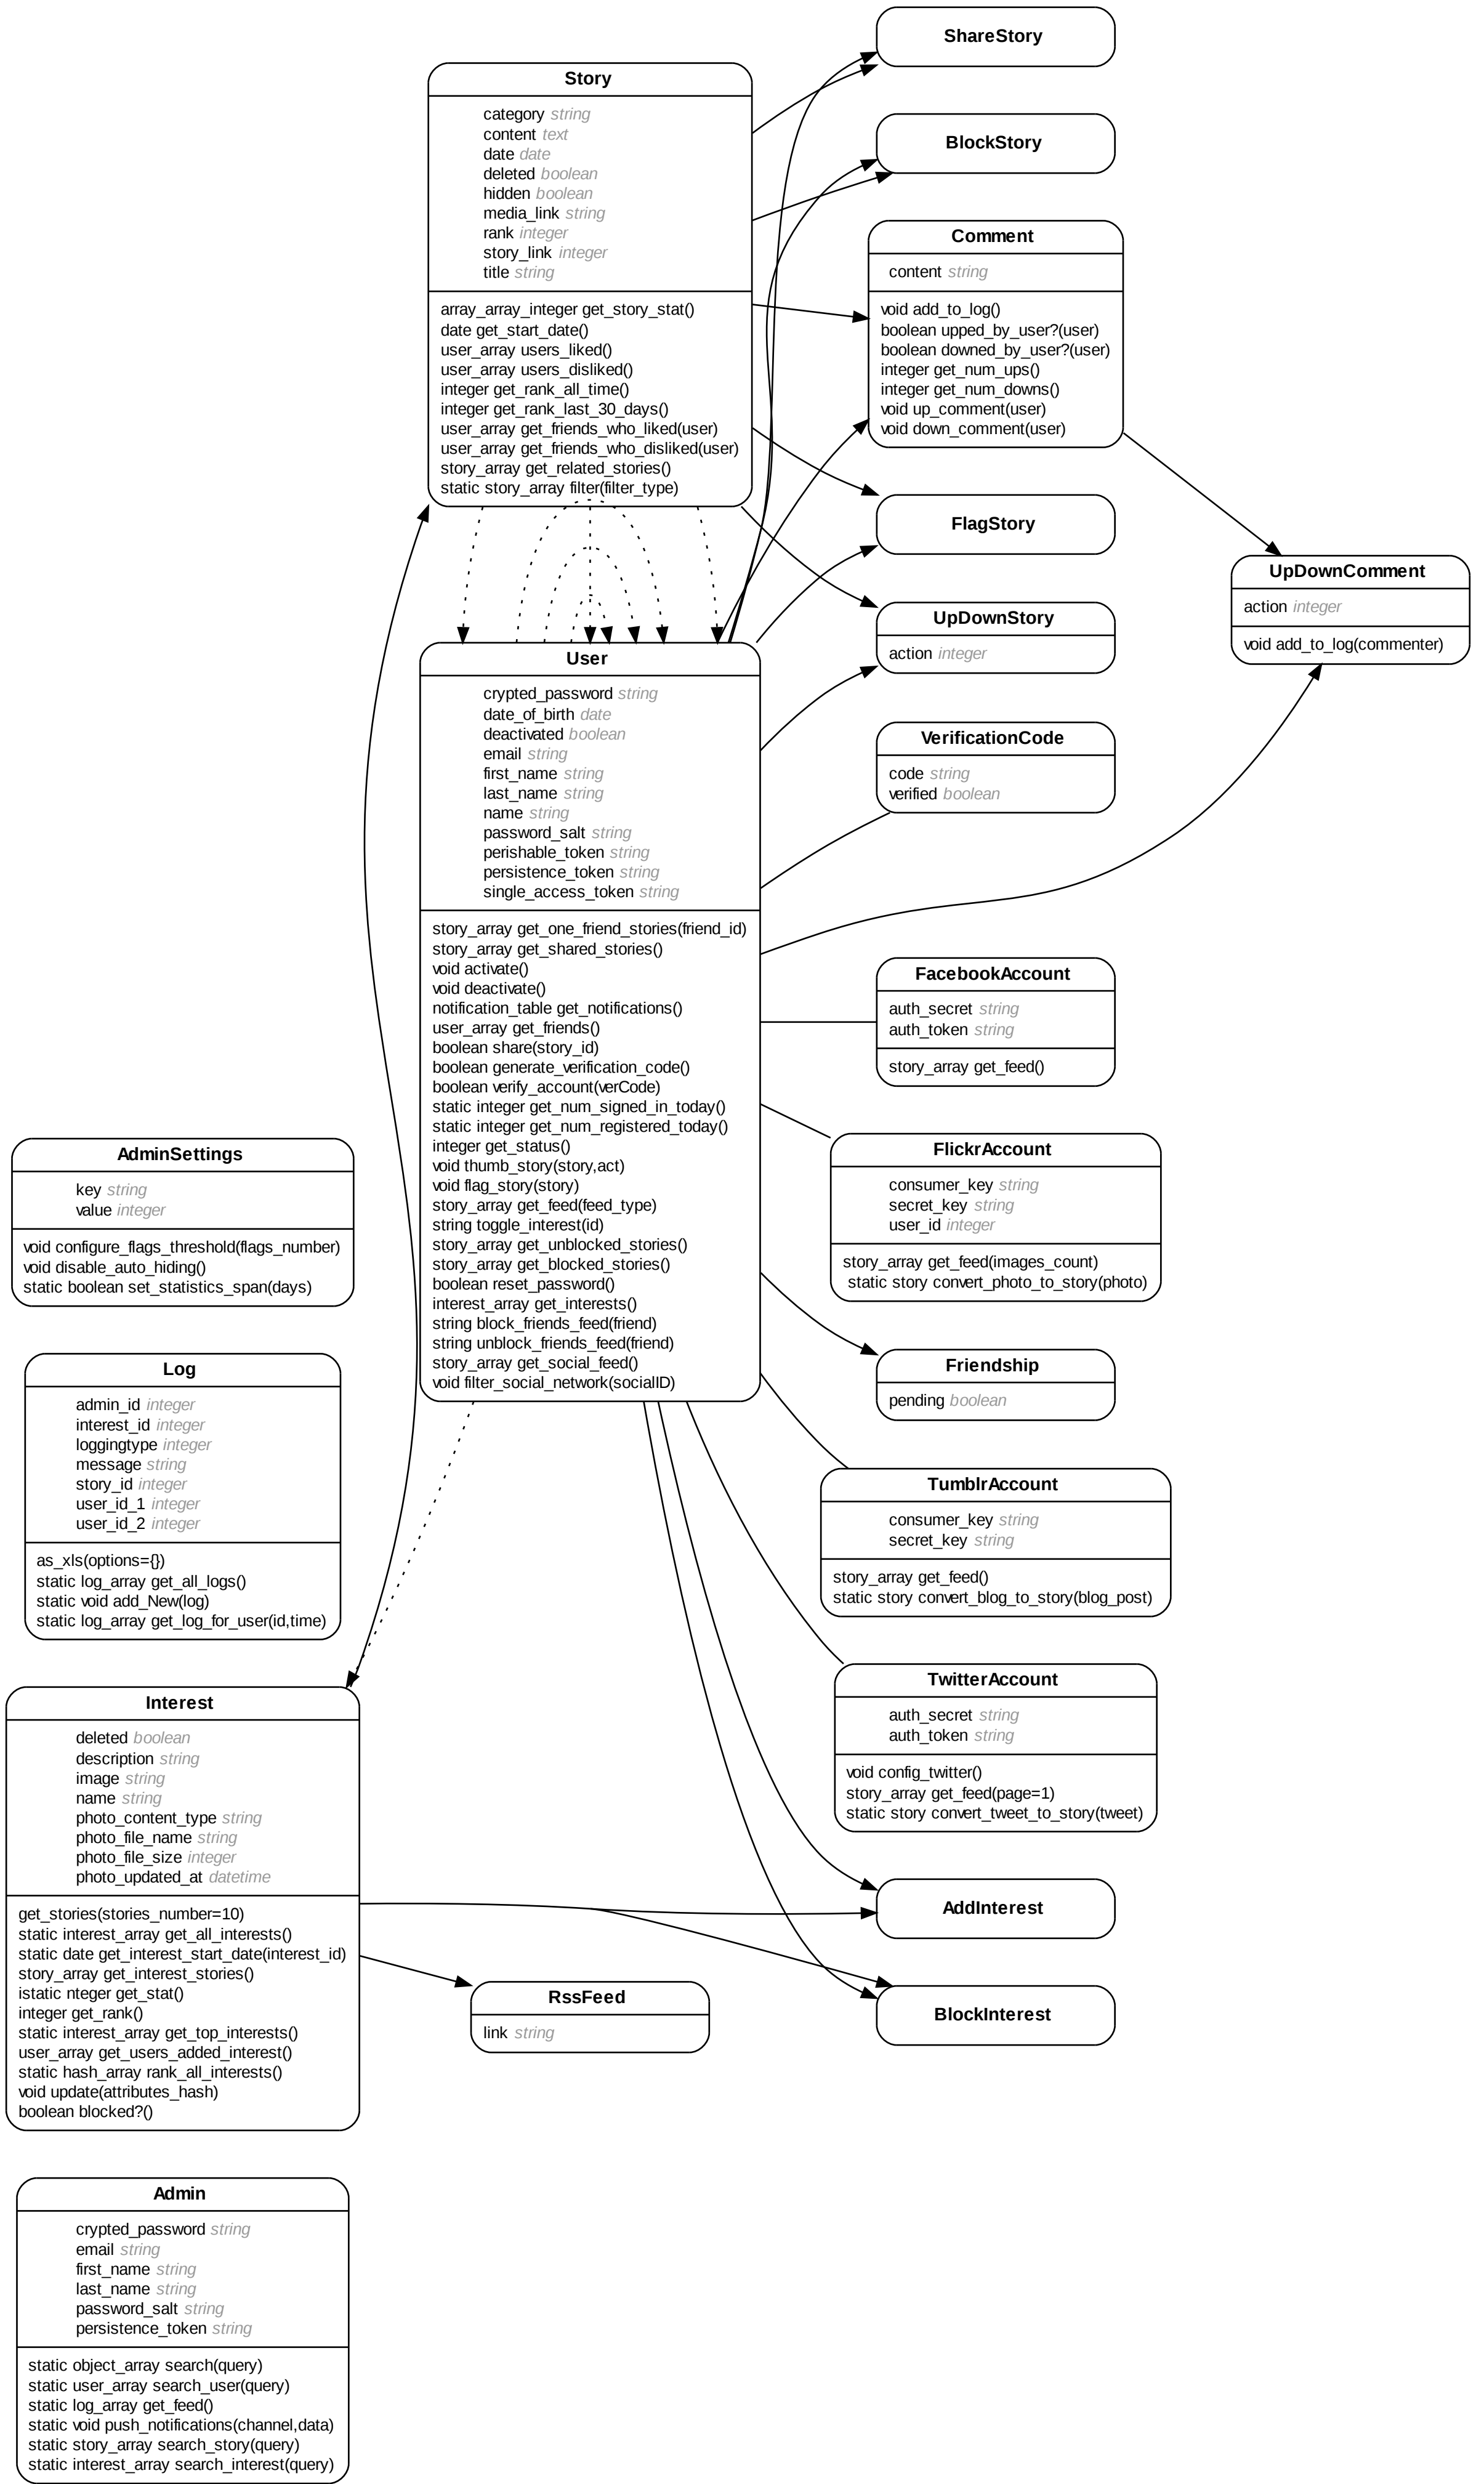 ShareStory
Story
category string
content text
date date
deleted boolean
hidden boolean
media_link string
rank integer
story_link integer
title string
array_array_integer get_story_stat()
date get_start_date()
user_array users_liked()
user_array users_disliked()
integer get_rank_all_time()
integer get_rank_last_30_days()
user_array get_friends_who_liked(user)
user_array get_friends_who_disliked(user)
story_array get_related_stories()
static story_array filter(filter_type)
BlockStory
Comment
content string
void add_to_log()
boolean upped_by_user?(user)
boolean downed_by_user?(user)
integer get_num_ups()
integer get_num_downs()
void up_comment(user)
void down_comment(user)
FlagStory
UpDownComment
action integer
void add_to_log(commenter)
UpDownStory
action integer
User
crypted_password string
date_of_birth date
deactivated boolean
email string
first_name string
last_name string
name string
password_salt string
perishable_token string
persistence_token string
single_access_token string
story_array get_one_friend_stories(friend_id)
story_array get_shared_stories()
void activate()
void deactivate()
notification_table get_notifications()
user_array get_friends()
boolean share(story_id)
boolean generate_verification_code()
boolean verify_account(verCode)
static integer get_num_signed_in_today()
static integer get_num_registered_today()
integer get_status()
void thumb_story(story,act)
void flag_story(story)
story_array get_feed(feed_type)
string toggle_interest(id)
story_array get_unblocked_stories()
story_array get_blocked_stories()
boolean reset_password()
interest_array get_interests()
string block_friends_feed(friend)
string unblock_friends_feed(friend)
story_array get_social_feed()
void filter_social_network(socialID)
VerificationCode
code string
verified boolean
FacebookAccount
auth_secret string
auth_token string
story_array get_feed()
FlickrAccount
consumer_key string
secret_key string
user_id integer
story_array get_feed(images_count)
static story convert_photo_to_story(photo)
AdminSettings
key string
value integer
void configure_flags_threshold(flags_number)
void disable_auto_hiding()
static boolean set_statistics_span(days)
Friendship
pending boolean
Log
admin_id integer
interest_id integer
loggingtype integer
message string
story_id integer
user_id_1 integer
user_id_2 integer
as_xls(options={})
static log_array get_all_logs()
static void add_New(log)
static log_array get_log_for_user(id,time)
TumblrAccount
consumer_key string
secret_key string
story_array get_feed()
static story convert_blog_to_story(blog_post)
TwitterAccount
auth_secret string
auth_token string
void config_twitter()
story_array get_feed(page=1)
static story convert_tweet_to_story(tweet)
Interest
deleted boolean
description string
image string
name string
photo_content_type string
photo_file_name string
photo_file_size integer
photo_updated_at datetime
get_stories(stories_number=10)
static interest_array get_all_interests()
static date get_interest_start_date(interest_id)
story_array get_interest_stories()
istatic nteger get_stat()
integer get_rank()
static interest_array get_top_interests()
user_array get_users_added_interest()
static hash_array rank_all_interests()
void update(attributes_hash)
boolean blocked?()
AddInterest
RssFeed
link string
BlockInterest
Admin
crypted_password string
email string
first_name string
last_name string
password_salt string
persistence_token string
static object_array search(query)
static user_array search_user(query)
static log_array get_feed()
static void push_notifications(channel,data)
static story_array search_story(query)
static interest_array search_interest(query)